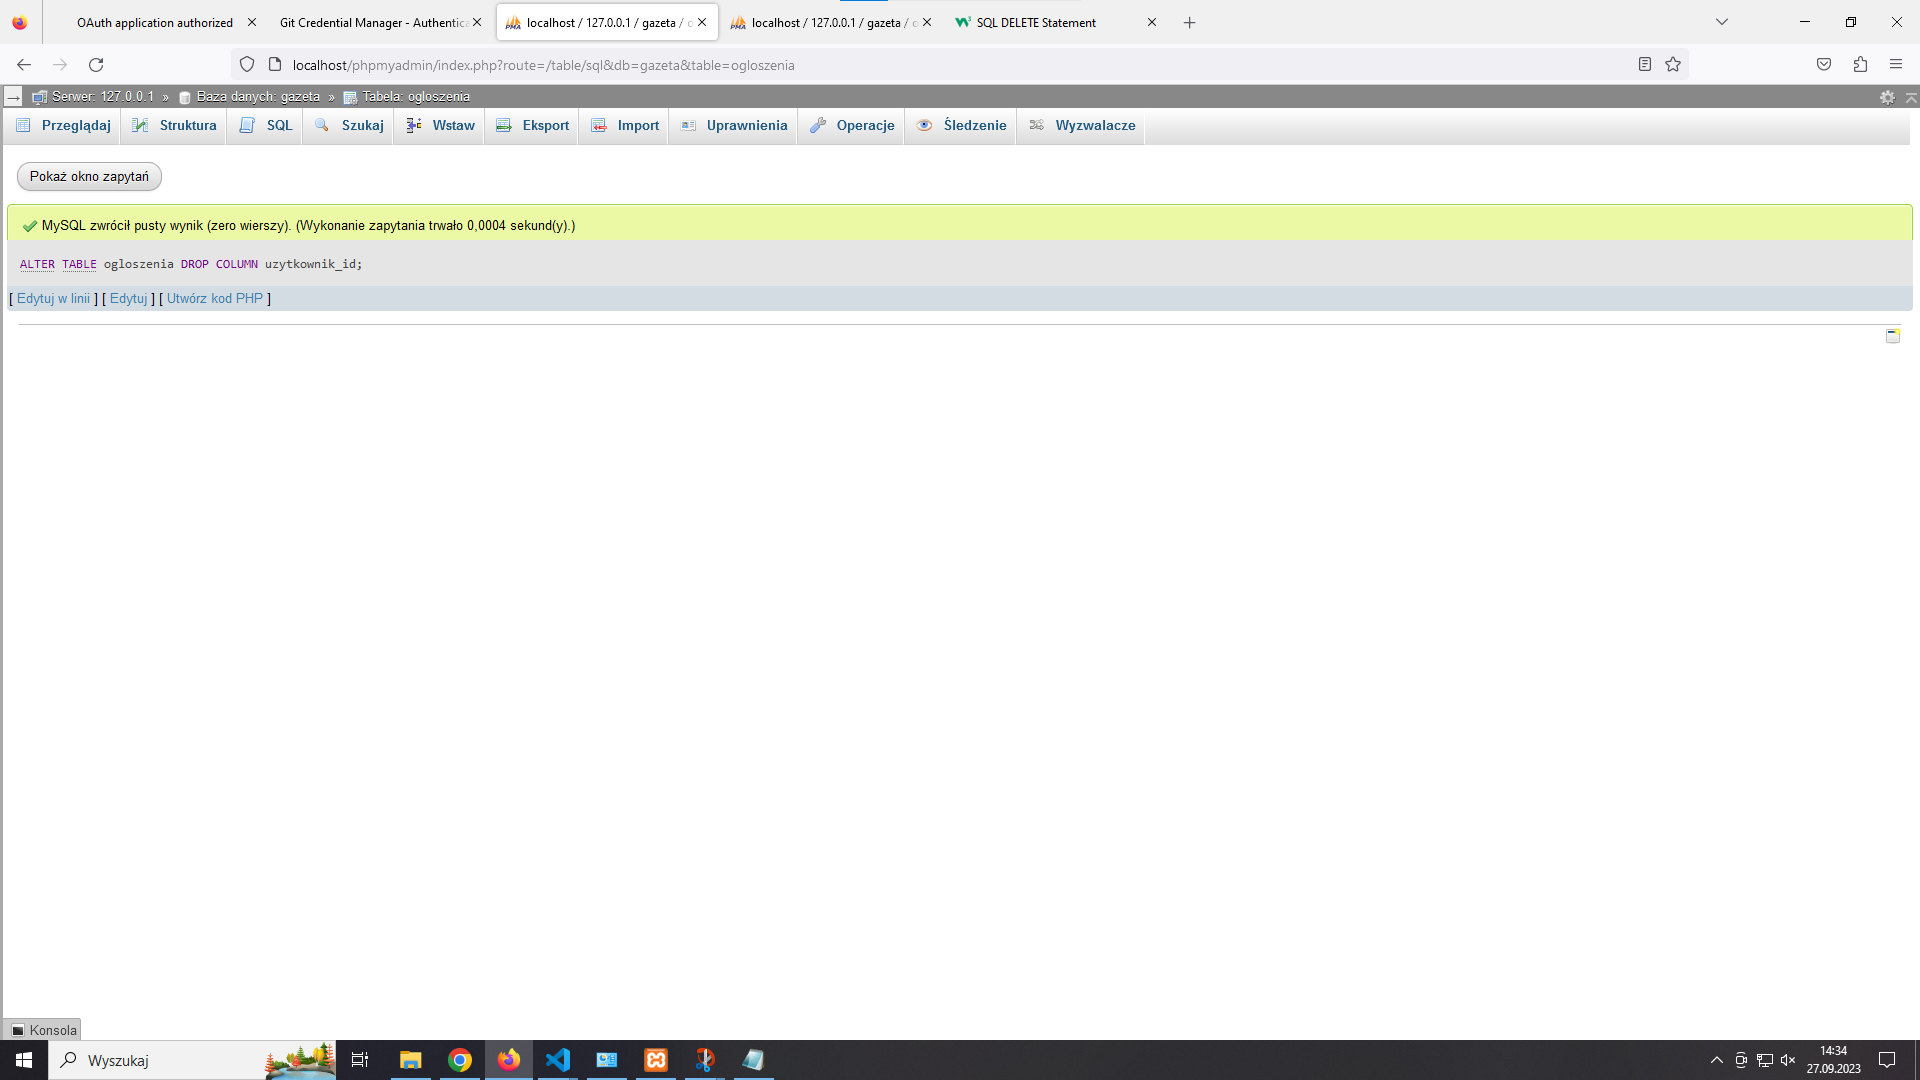 OAuth application authorized
Git Credential Manager - Authentica
localhost / 127.0.0.1 / gazeta / o
localhost / 127.0.0.1 / gazeta / o
SQL DELETE Statement
localhost/phpmyadmin/index.php?route=/table/sql&db=gazeta&table=ogloszenia
Serwer: 127.0.0.1 » Baza danych: gazeta » Tabela: ogloszenia
Przeglądaj Struktura SQL Szukaj Wstaw Eksport Import Uprawnienia Operacje Śledzenie Wyzwalacze
Pokaż okno zapytań
MySQL zwrócił pusty wynik (zero wierszy). (Wykonanie zapytania trwało 0,0004 sekund(y).)
ALTER TABLE ogloszenia DROP COLUMN uzytkownik_id;
[ Edytuj w linii ] [ Edytuj ] [ Utwórz kod PHP ]
Konsola
Wyszukaj
14:34
27.09.2023